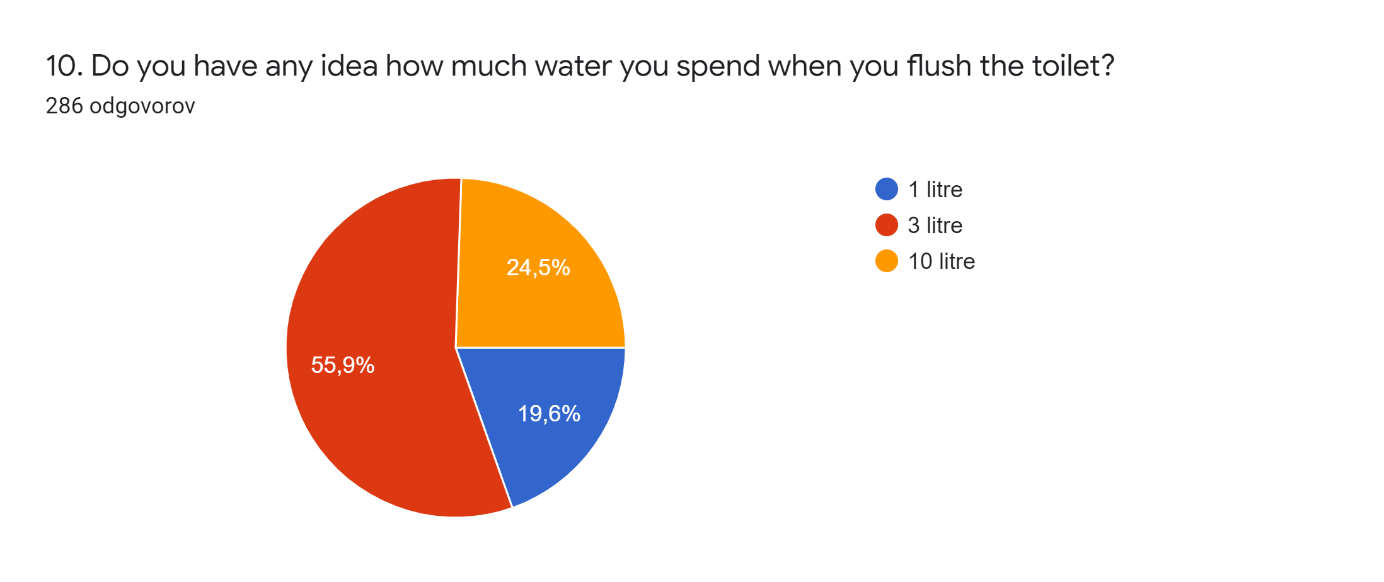 10. Do you have any idea how much water you spend when you flush the toilet?
286 odgovorov
1 litre
3 litre
10 litre
24,5%
55,9%
19,6%